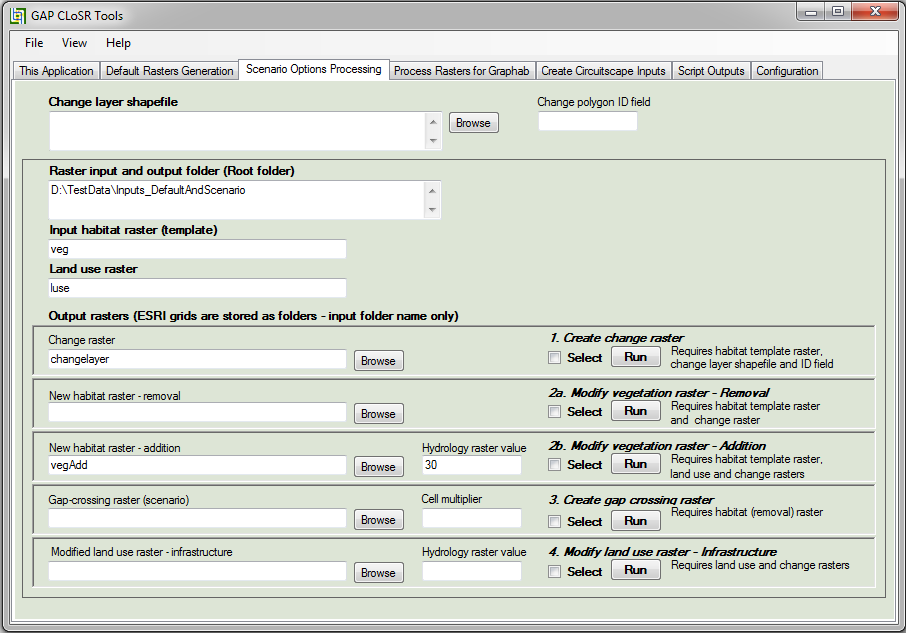 GAP CLoSR Tools
File View Help
This Application Default Rasters Generation Scenario Options Processing Process Rasters for Graphab Create Circuitscape Inputs Script Outputs Configuration
Change layer shapefile
Change polygon ID field
Browse
Raster input and output folder (Root folder)
D:\TestData\Inputs_DefaultAndScenario
Input habitat raster (template)
veg
Land use raster
luse
Output rasters (ESRI grids are stored as folders - input folder name only)
Change raster
changelayer
Browse
1. Create change raster
Select Run
Requires habitat template raster,
change layer shapefile and ID field
New habitat raster - removal
Browse
2a. Modify vegetation raster - Removal
Select Run
Requires habitat template raster
and change raster
New habitat raster - addition
vegAdd
Browse
Hydrology raster value
30
2b. Modify vegetation raster - Addition
Select Run
Requires habitat template raster,
land use and change rasters
Gap-crossing raster (scenario)
Browse
Cell multiplier
3. Create gap crossing raster
Select Run
Requires habitat (removal) raster
Modified land use raster - infrastructure
Browse
Hydrology raster value
4. Modify land use raster - Infrastructure
Select Run
Requires land use and change rasters